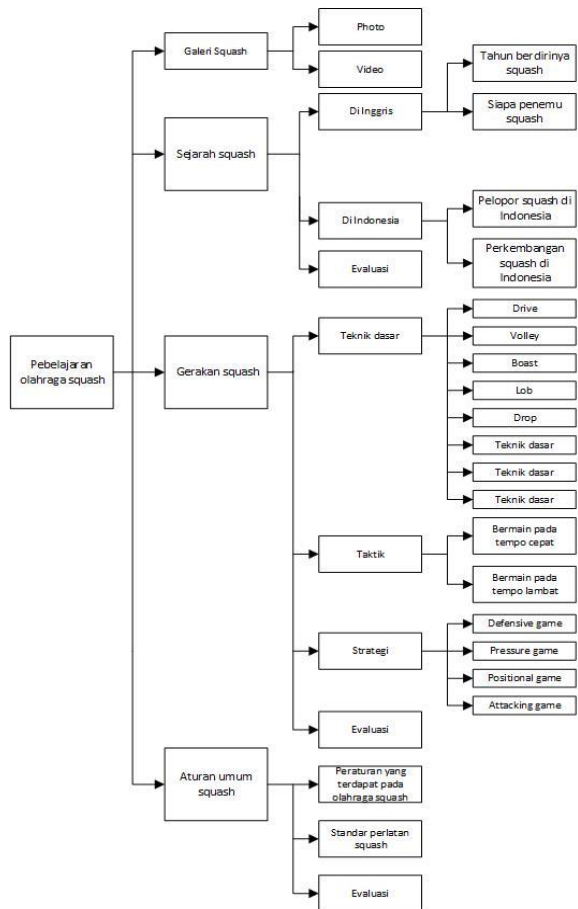 Pebelajaran
olahraga squash
Galeri Squash
Photo
Video
Sejarah squash
Di Inggris
Tahun berdirinya
squash
Siapa penemu
squash
Di Indonesia
Pelopor squash di
Indonesia
Perkembangan
squash di
Indonesia
Evaluasi
Gerakan squash
Teknik dasar
Drive
Volley
Boast
Lob
Drop
Teknik dasar
Teknik dasar
Teknik dasar
Taktik
Bermain pada
tempo cepat
Bermain pada
tempo lambat
Strategi
Defensive game
Pressure game
Positional game
Attacking game
Evaluasi
Aturan umum
squash
Peraturan yang
terdapat pada
olahraga squash
Standar perlatan
squash
Evaluasi